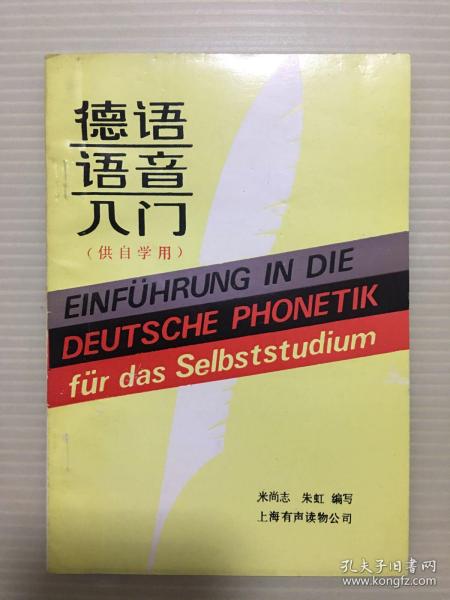 德语
语音
入门
（供自学用）
EINFÜHRUNG IN DIE
DEUTSCHE PHONETIK
für das Selbststudium
米尚志 朱虹 编写
上海有声读物公司
孔夫子旧书网
www.kongfz.com